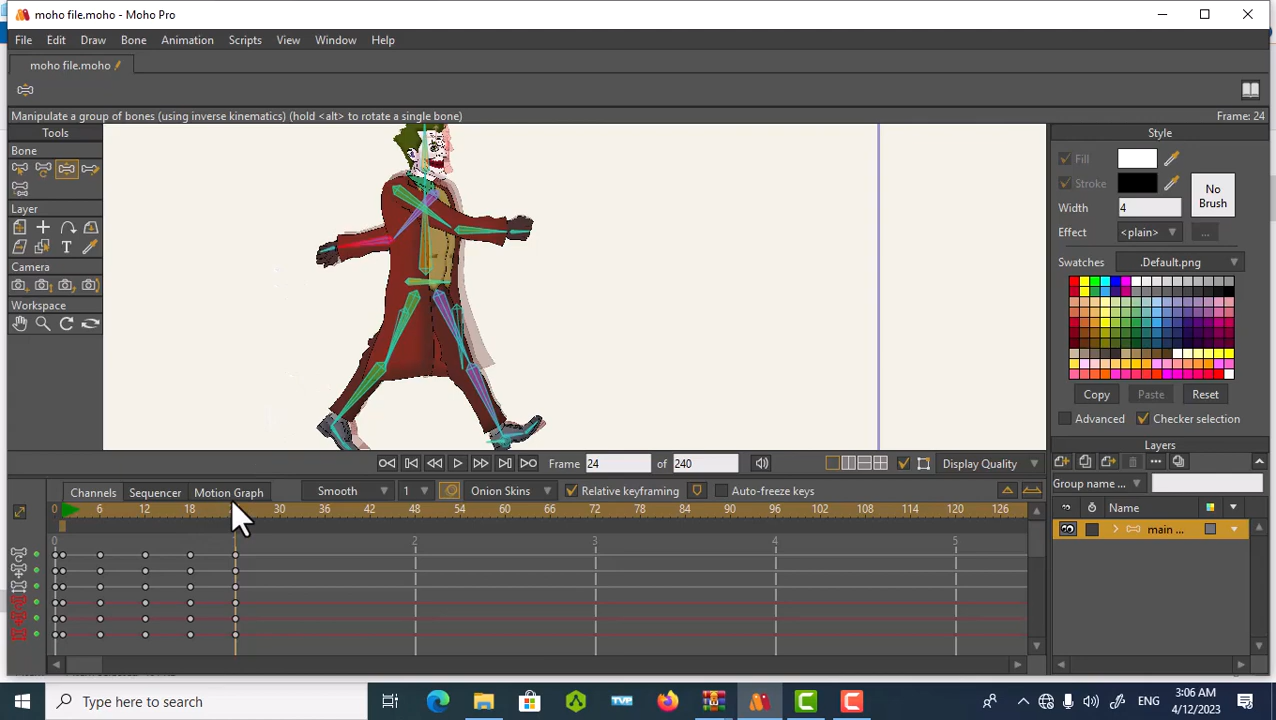 moho file.moho - Moho Pro
File Edit Draw Bone Animation Scripts View Window Help
moho file.moho
Manipulate a group of bones (using inverse kinematics) (hold <alt> to rotate a single bone) Frame: 24
Tools
Bone
Layer
Camera
Workspace
Style
Fill
Stroke
No Brush
Width 4
Effect <plain> ...
Swatches .Default.png
Copy Paste Reset
Advanced Checker selection
Layers
Group name ...
Name
main ...
Frame 24 of 240 Display Quality
Channels Sequencer Motion Graph Smooth 1 Onion Skins Relative keyframing Auto-freeze keys
0 6 12 18 30 36 42 48 54 60 66 72 78 84 90 96 102 108 114 120 126
0 2 3 4 5
Type here to search
TVP
ENG
3:06 AM
4/12/2023